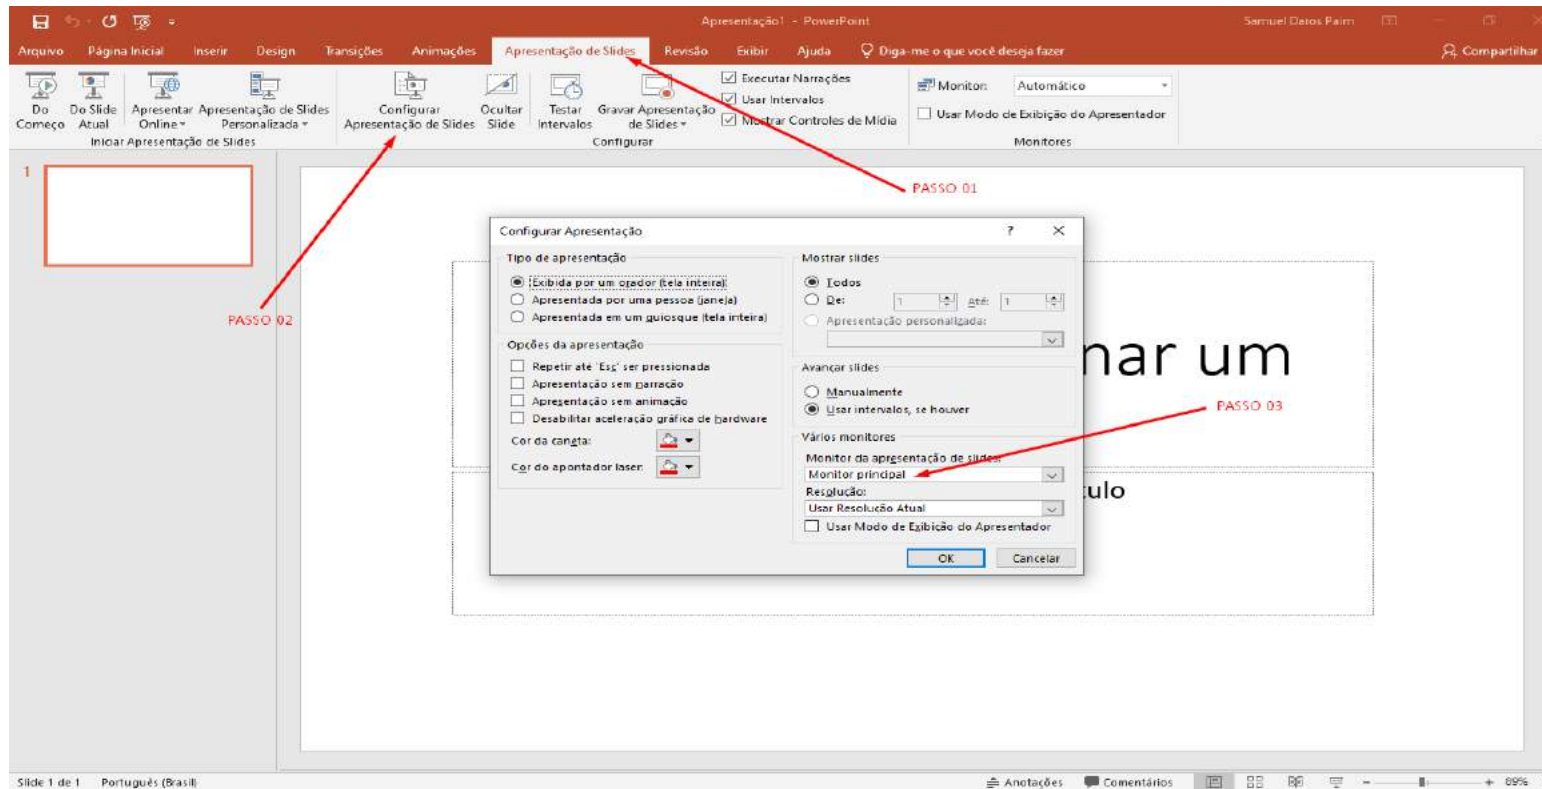 Apresentação1 - PowerPoint
Samuel Daros Paim
Arquivo Página Inicial Inserir Design Transições Animações Apresentação de Slides Revisão Exibir Ajuda Diga-me o que você deseja fazer Compartilhar
Do Começo
Do Slide Atual
Apresentar Online
Apresentação de Slides Personalizada
Iniciar Apresentação de Slides
Configurar Apresentação de Slides
Ocultar Slide
Testar Intervalos
Gravar Apresentação de Slides
Executar Narrações
Usar Intervalos
Mostrar Controles de Mídia
Configurar
Monitor: Automático
Usar Modo de Exibição do Apresentador
Monitores
1
PASSO 01
PASSO 02
Configurar Apresentação ?
Tipo de apresentação
Exibida por um orador (tela inteira)
Apresentada por uma pessoa (janela)
Apresentada em um quiosque (tela inteira)
Opções da apresentação
Repetir até 'Esc' ser pressionada
Apresentação sem narração
Apresentação sem animação
Desabilitar aceleração gráfica de hardware
Cor da caneta:
Cor do apontador laser:
Mostrar slides
Todos
De: 1 Até: 1
Apresentação personalizada:
Avançar slides
Manualmente
Usar intervalos, se houver
Vários monitores
Monitor da apresentação de slides:
Monitor principal
Resolução:
Usar Resolução Atual
Usar Modo de Exibição do Apresentador
OK Cancelar
nar um
PASSO 03
ulo
Slide 1 de 1 Português (Brasil) Anotações Comentários 89%